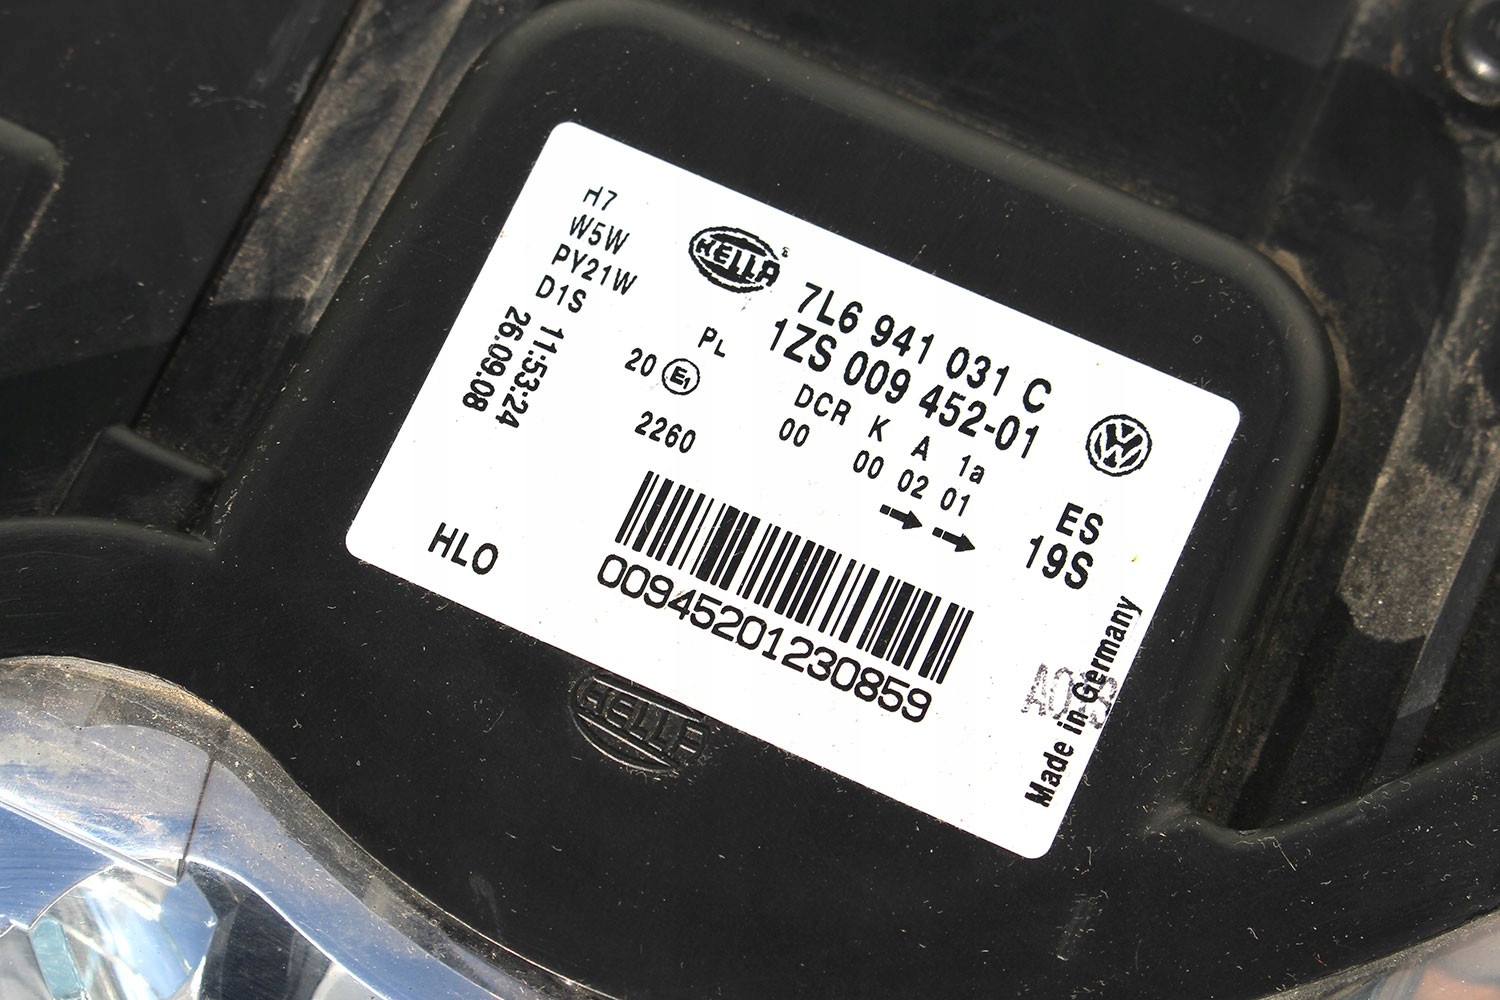 H7
W5W
PY21W
D1S
11:53:24
26.09.08
HELLA
®
7L6 941 031 C
1ZS 009 452-01
PL
20 E1
2260
DCR K A 1a
00 00 02 01
ES
19S
HLO
00945201230859
Made in Germany
HELLA